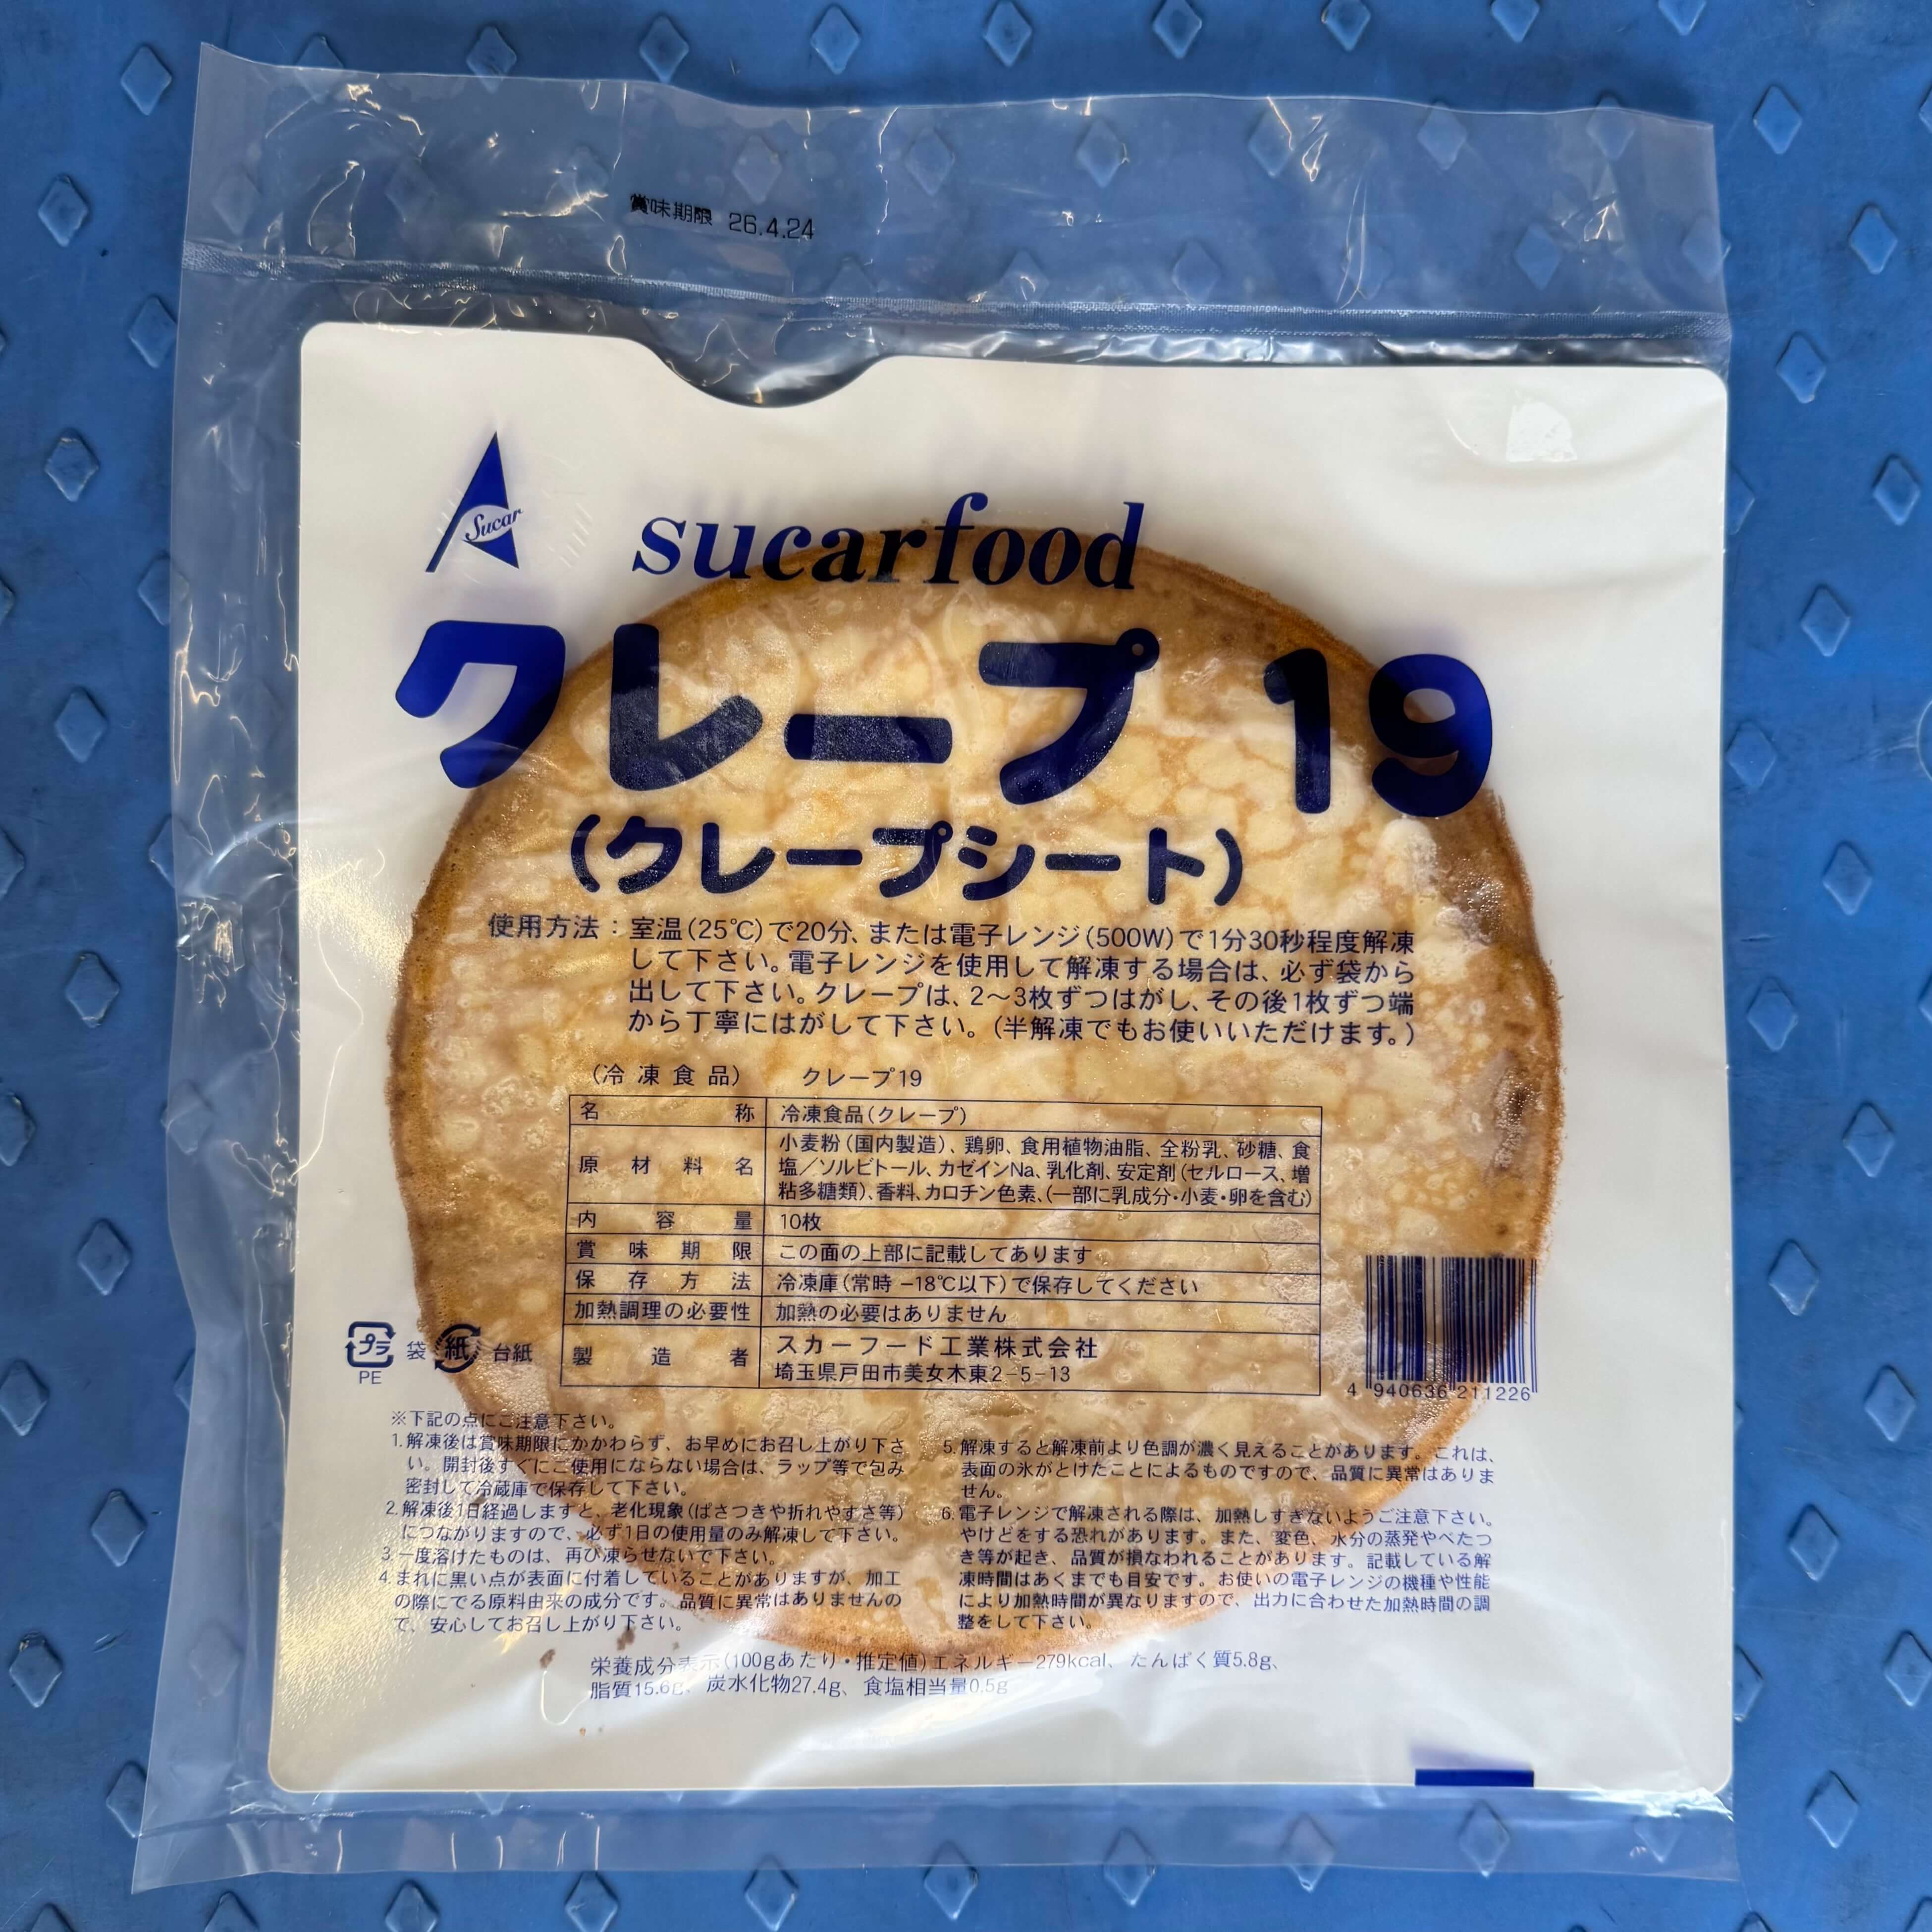 賞味期限 26.4.24
Sucar
sucarfood
クレープ 19
(クレープシート)
使用方法：室温(25℃)で20分、または電子レンジ(500W)で1分30秒程度解凍
して下さい。電子レンジを使用して解凍する場合は、必ず袋から
出して下さい。クレープは、2〜3枚ずつはがし、その後1枚ずつ端
から丁寧にはがして下さい。(半解凍でもお使いいただけます。)
(冷凍食品) クレープ19
名称 冷凍食品(クレープ)
原材料名 小麦粉(国内製造)、鶏卵、食用植物油脂、全粉乳、砂糖、食
塩／ソルビトール、カゼインNa、乳化剤、安定剤(セルロース、増
粘多糖類)、香料、カロチン色素、(一部に乳成分・小麦・卵を含む)
内容量 10枚
賞味期限 この面の上部に記載してあります
保存方法 冷凍庫(常時 −18℃以下)で保存してください
加熱調理の必要性 加熱の必要はありません
製造者 スカーフード工業株式会社
埼玉県戸田市美女木東2-5-13
プラ 袋 紙 台紙
PE
4 940636 211226
※下記の点にご注意下さい。
1.解凍後は賞味期限にかかわらず、お早めにお召し上がり下さ
い。開封後すぐにご使用にならない場合は、ラップ等で包み
密封して冷蔵庫で保存して下さい。
2.解凍後1日経過しますと、老化現象(ぱさつきや折れやすさ等)
につながりますので、必ず1日の使用量のみ解凍して下さい。
3.一度溶けたものは、再び凍らせないで下さい。
4.まれに黒い点が表面に付着していることがありますが、加工
の際にでる原料由来の成分です。品質に異常はありませんの
で、安心してお召し上がり下さい。
5.解凍すると解凍前より色調が濃く見えることがあります。これは、
表面の氷がとけたことによるものですので、品質に異常はありま
せん。
6.電子レンジで解凍される際は、加熱しすぎないようご注意下さい。
やけどをする恐れがあります。また、変色、水分の蒸発やべたつ
き等が起き、品質が損なわれることがあります。記載している解
凍時間はあくまでも目安です。お使いの電子レンジの機種や性能
により加熱時間が異なりますので、出力に合わせた加熱時間の調
整をして下さい。
栄養成分表示(100gあたり・推定値)エネルギー279kcal、たんぱく質5.8g、
脂質15.6g、炭水化物27.4g、食塩相当量0.5g